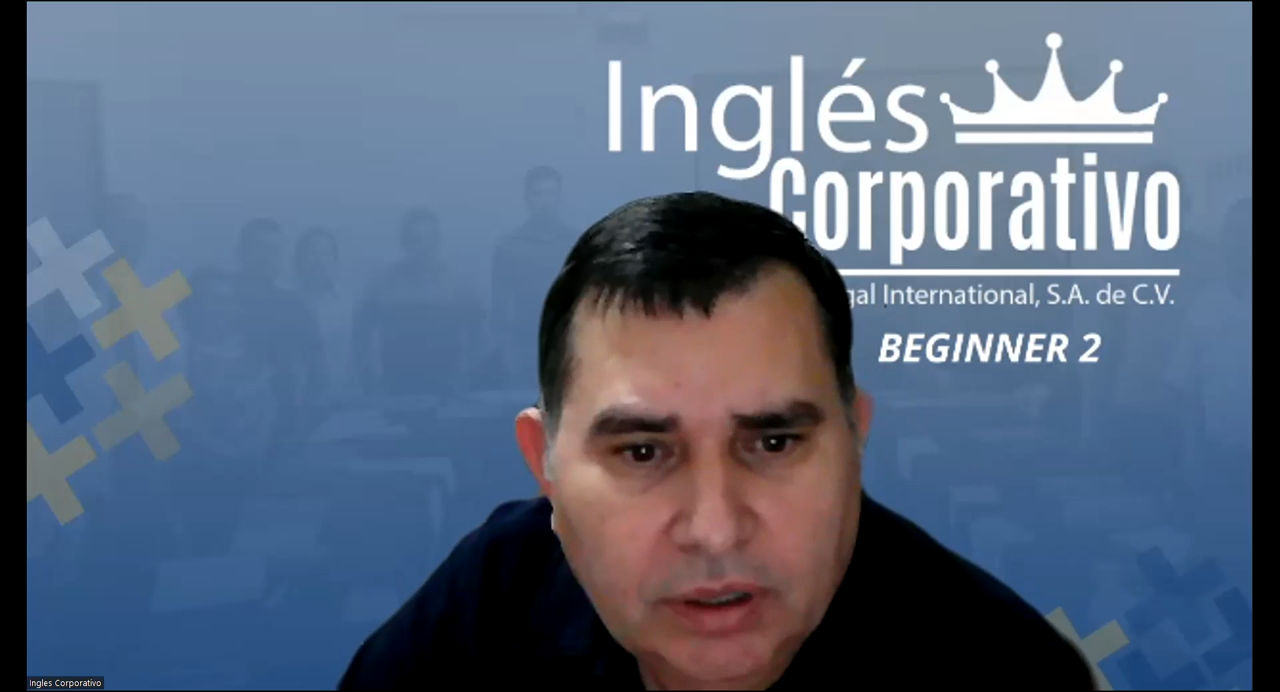 Inglés
Corporativo
International, S.A. de C.V.
BEGINNER 2
Ingles Corporativo